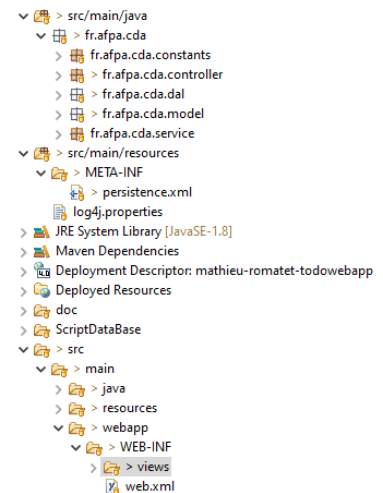 > src/main/java
> fr.afpa.cda
fr.afpa.cda.constants
> fr.afpa.cda.controller
> fr.afpa.cda.dal
> fr.afpa.cda.model
> fr.afpa.cda.service
> src/main/resources
> META-INF
> persistence.xml
log4j.properties
JRE System Library [JavaSE-1.8]
Maven Dependencies
Deployment Descriptor: mathieu-romatet-todowebapp
Deployed Resources
> doc
ScriptDataBase
> src
> main
> java
> resources
> webapp
> WEB-INF
> views
web.xml